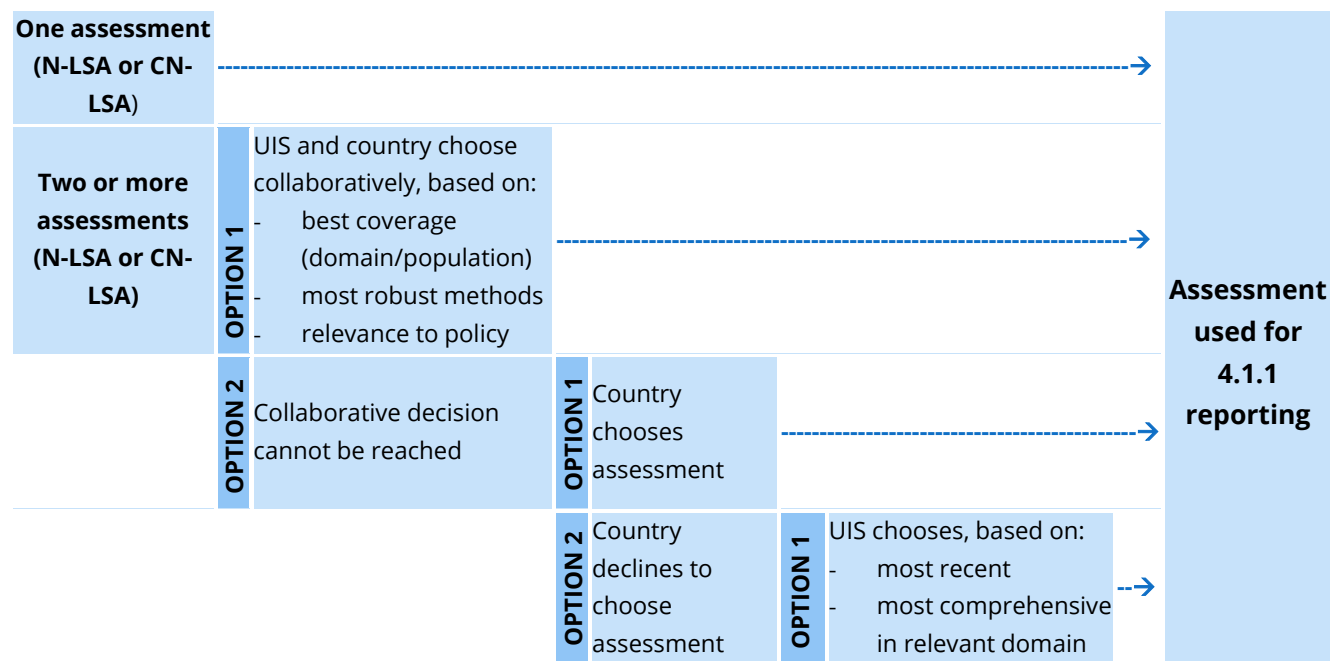 One assessment
(N-LSA or CN-
LSA)
Two or more
assessments
(N-LSA or CN-
LSA)
OPTION 1
UIS and country choose
collaboratively, based on:
- best coverage
(domain/population)
- most robust methods
- relevance to policy
OPTION 2
Collaborative decision
cannot be reached
OPTION 1
Country
chooses
assessment
OPTION 2
Country
declines to
choose
assessment
OPTION 1
UIS chooses, based on:
- most recent
- most comprehensive
in relevant domain
Assessment
used for
4.1.1
reporting